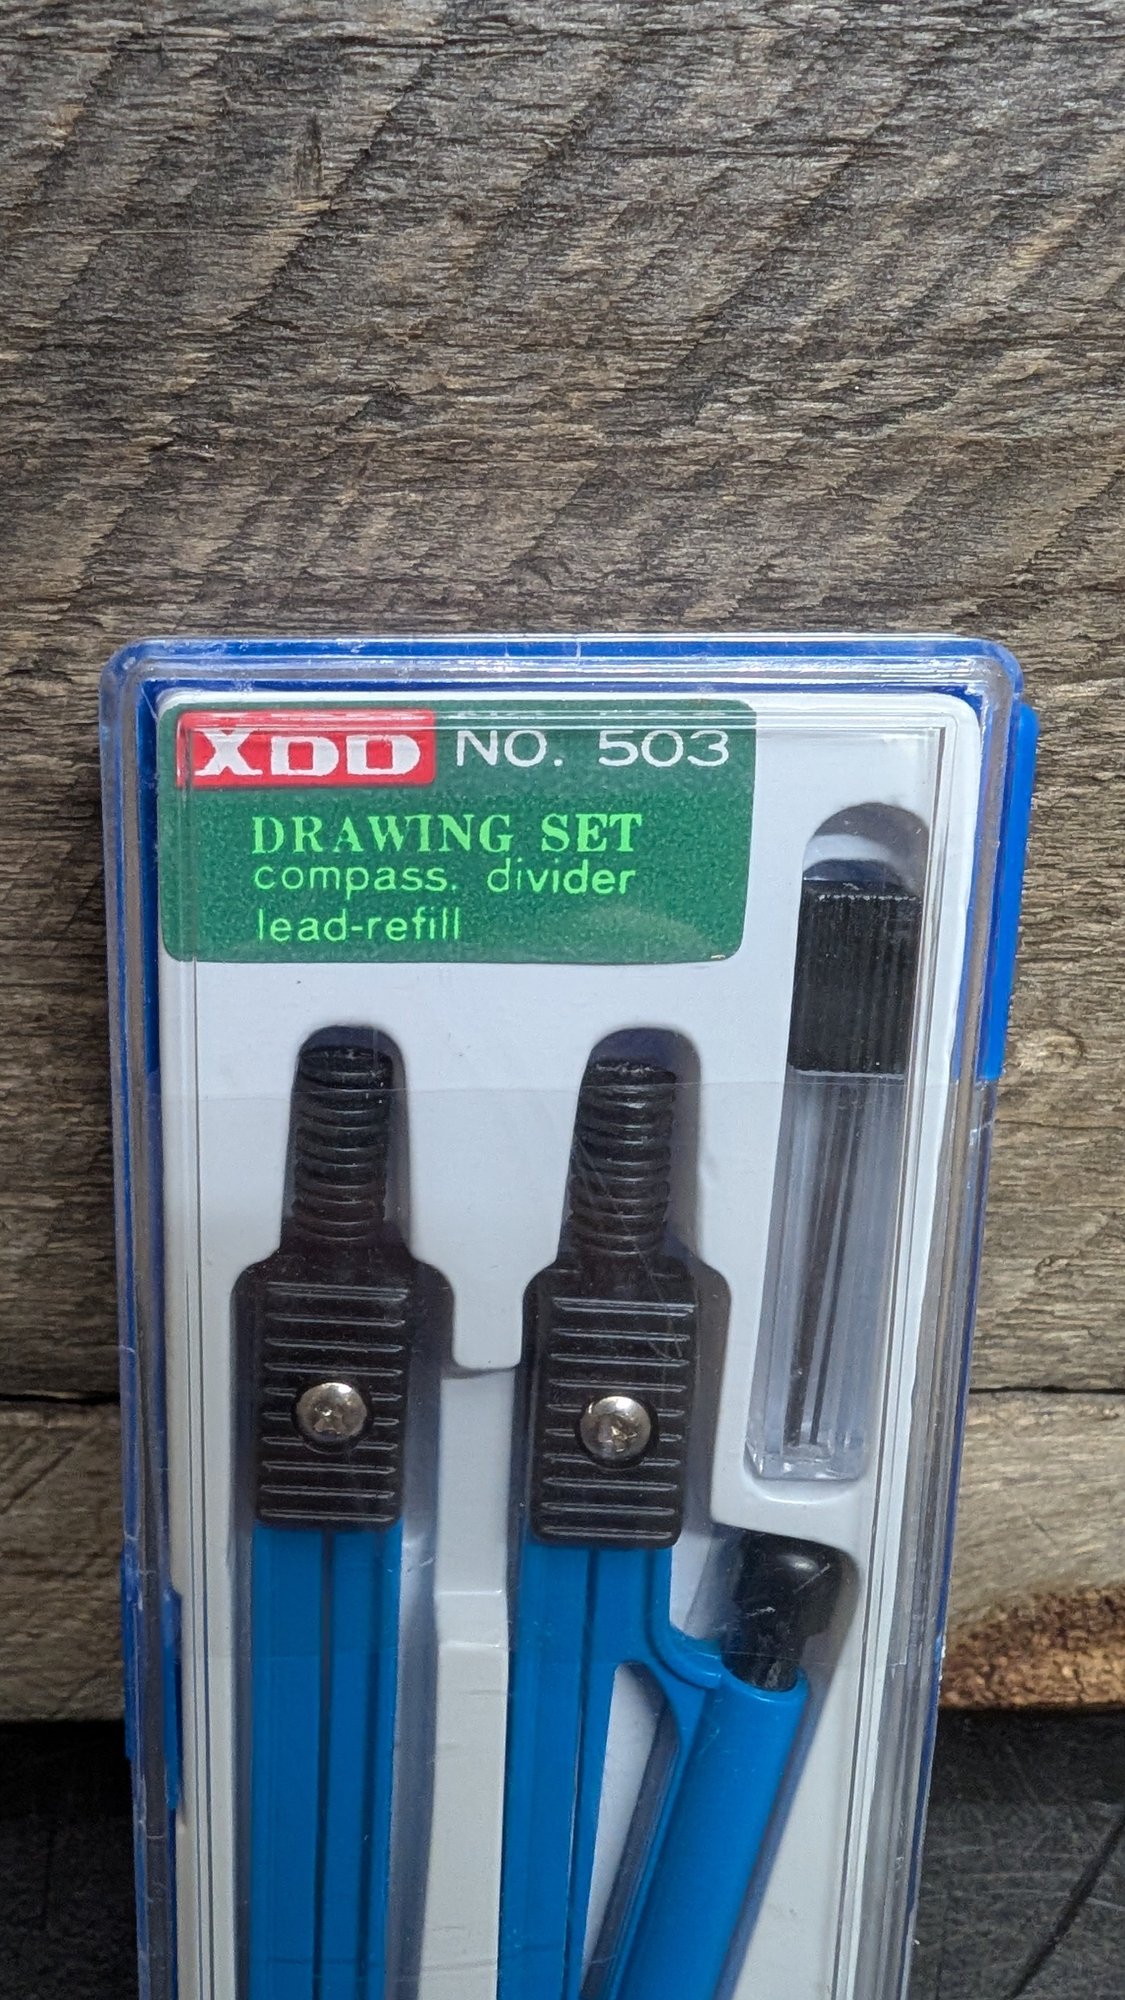 XDD NO. 503
DRAWING SET
compass. divider
lead-refill